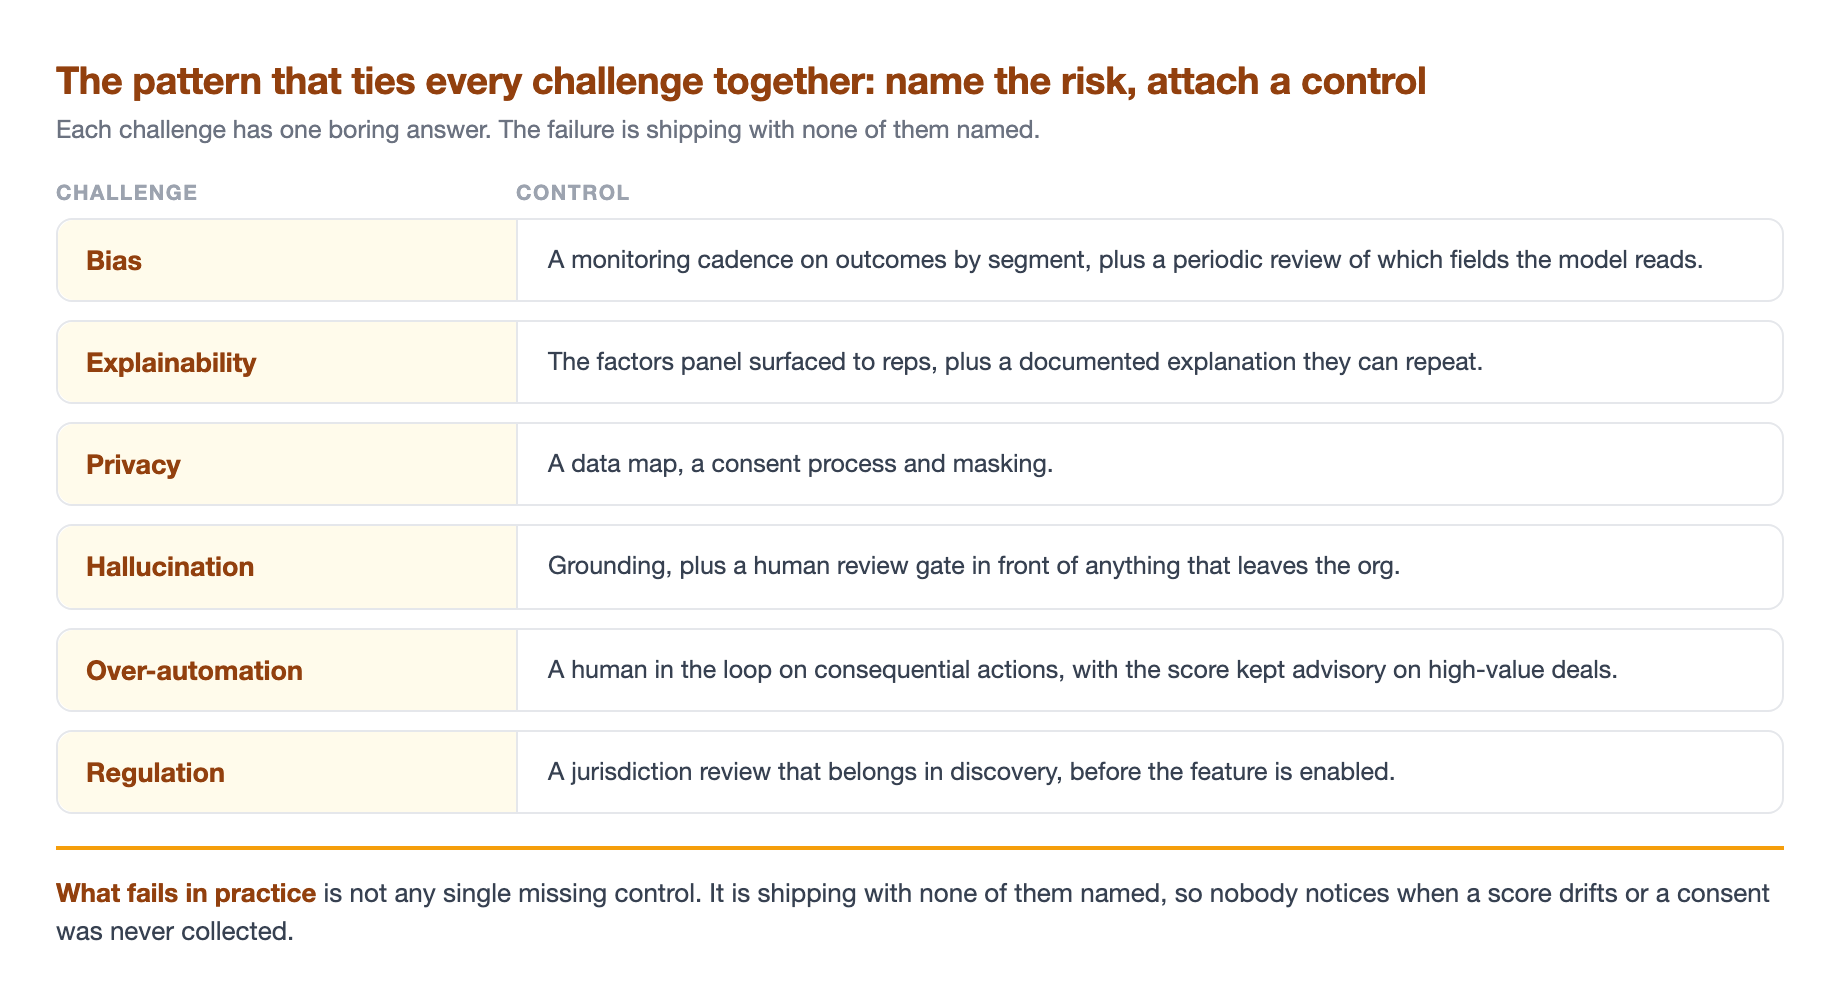 The pattern that ties every challenge together: name the risk, attach a control
Each challenge has one boring answer. The failure is shipping with none of them named.
CHALLENGE
CONTROL
Bias
A monitoring cadence on outcomes by segment, plus a periodic review of which fields the model reads.
Explainability
The factors panel surfaced to reps, plus a documented explanation they can repeat.
Privacy
A data map, a consent process and masking.
Hallucination
Grounding, plus a human review gate in front of anything that leaves the org.
Over-automation
A human in the loop on consequential actions, with the score kept advisory on high-value deals.
Regulation
A jurisdiction review that belongs in discovery, before the feature is enabled.
What fails in practice is not any single missing control. It is shipping with none of them named, so nobody notices when a score drifts or a consent
was never collected.